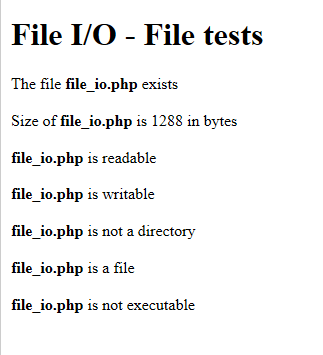 File I/O - File tests
The file file_io.php exists
Size of file_io.php is 1288 in bytes
file_io.php is readable
file_io.php is writable
file_io.php is not a directory
file_io.php is a file
file_io.php is not executable